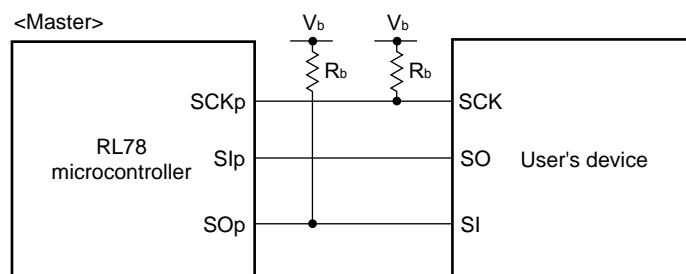 <Master>
Vb Vb
Rb Rb
SCKp SCK
RL78
microcontroller
SIp SO
User's device
SOp SI